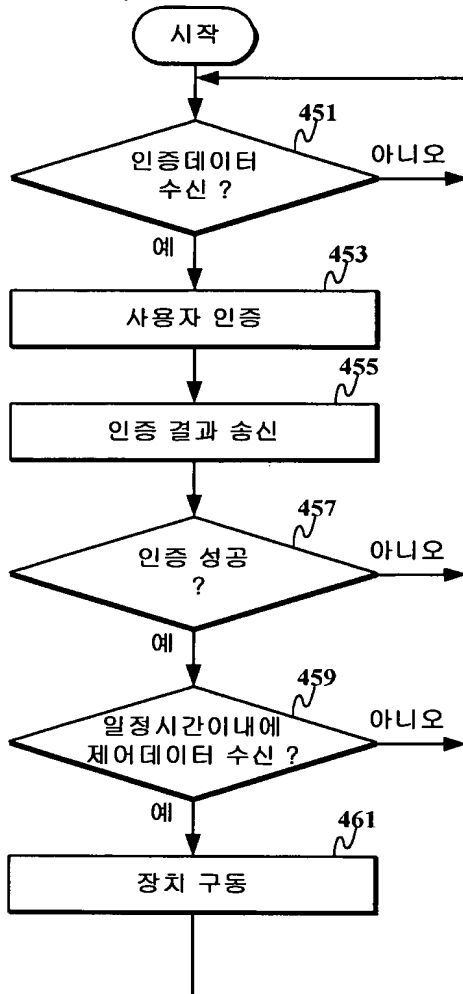 시작
451
인증데이터
수신 ?
아니오
예
453
사용자 인증
455
인증 결과 송신
457
인증 성공
?
아니오
예
459
일정시간이내에
제어데이터 수신 ?
아니오
예
461
장치 구동